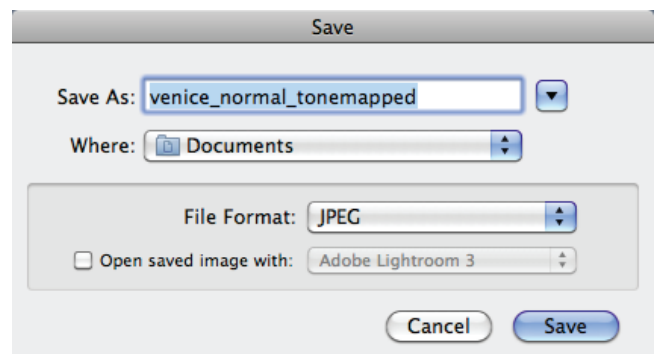 Save
Save As: venice_normal_tonemapped
Where: Documents
File Format: JPEG
Open saved image with: Adobe Lightroom 3
Cancel Save